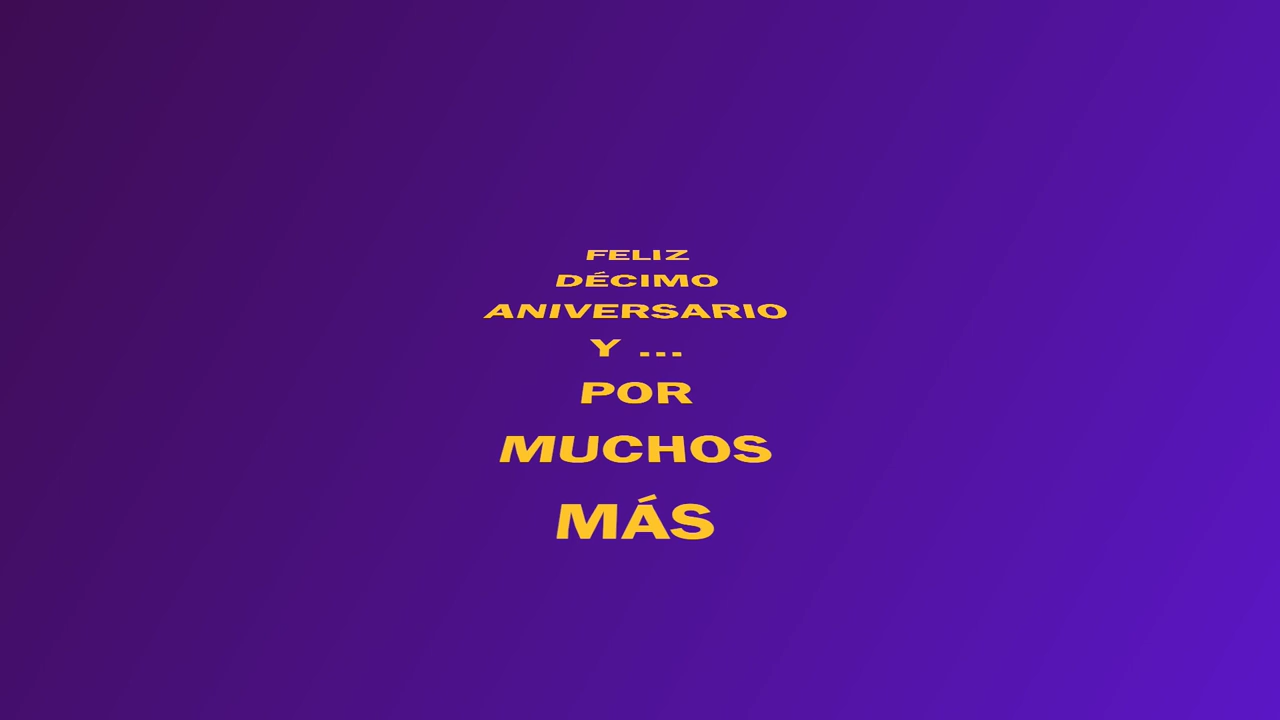 FELIZ
DÉCIMO
ANIVERSARIO
Y ...
POR
MUCHOS
MÁS